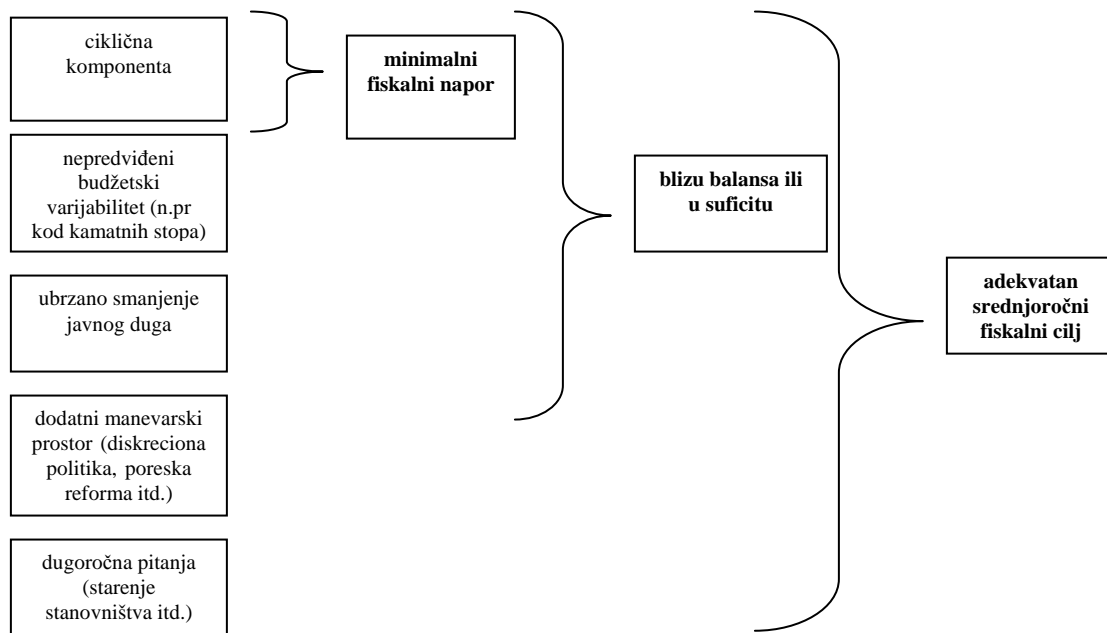 ciklična
komponenta
minimalni
fiskalni napor
nepredviđeni
budžetski
varijabilitet (n.pr
kod kamatnih stopa)
blizu balansa ili
u suficitu
ubrzano smanjenje
javnog duga
adekvatan
srednjoročni
fiskalni cilj
dodatni manevarski
prostor (diskreciona
politika, poreska
reforma itd.)
dugoročna pitanja
(starenje
stanovništva itd.)